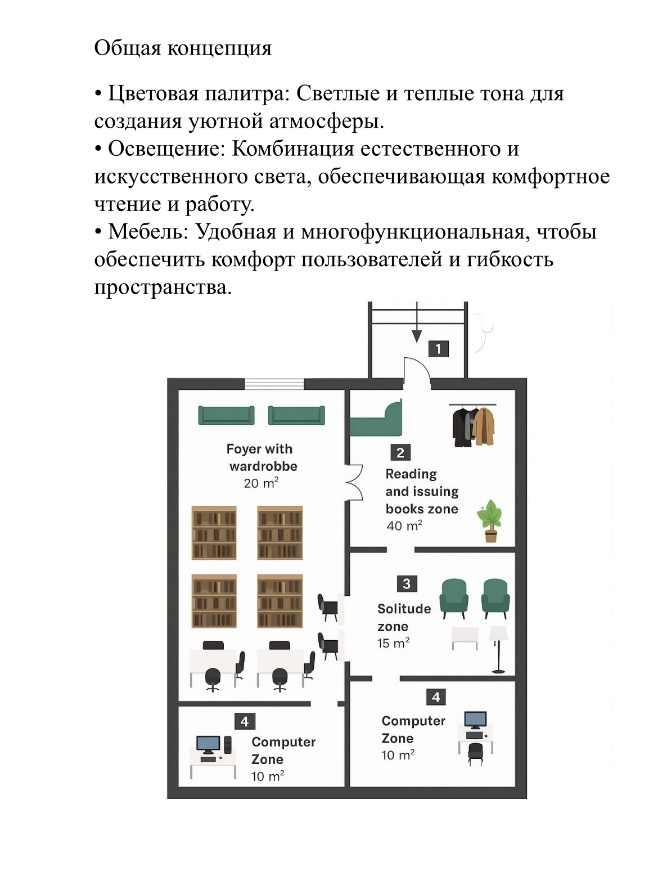 Общая концепция
• Цветовая палитра: Светлые и теплые тона для
создания уютной атмосферы.
• Освещение: Комбинация естественного и
искусственного света, обеспечивающая комфортное
чтение и работу.
• Мебель: Удобная и многофункциональная, чтобы
обеспечить комфорт пользователей и гибкость
пространства.
1
Foyer with
wardrobbe
20 m²
2
Reading
and issuing
books zone
40 m²
3
Solitude
zone
15 m²
4
Computer
Zone
10 m²
4
Computer
Zone
10 m²